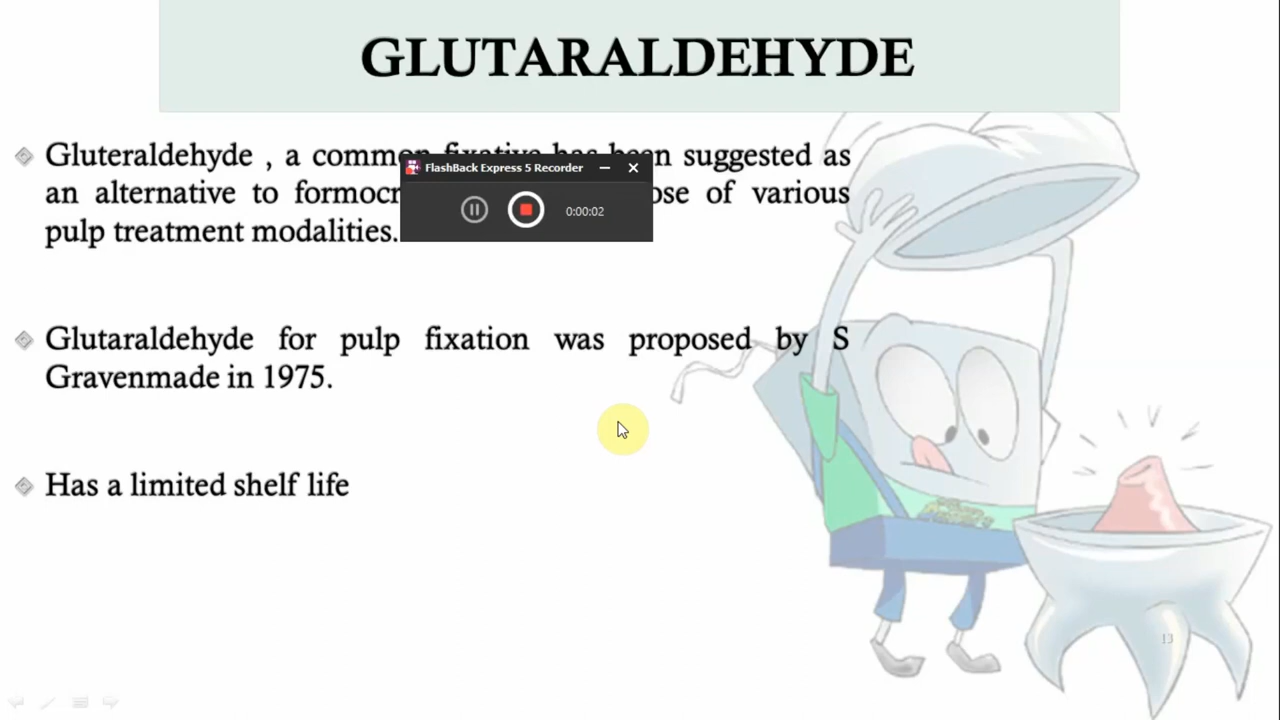 GLUTARALDEHYDE
Gluteraldehyde , a common fixative has been suggested as
an alternative to formocr ose of various
pulp treatment modalities.
FlashBack Express 5 Recorder
0:00:02
Glutaraldehyde for pulp fixation was proposed by S
Gravenmade in 1975.
Has a limited shelf life
13